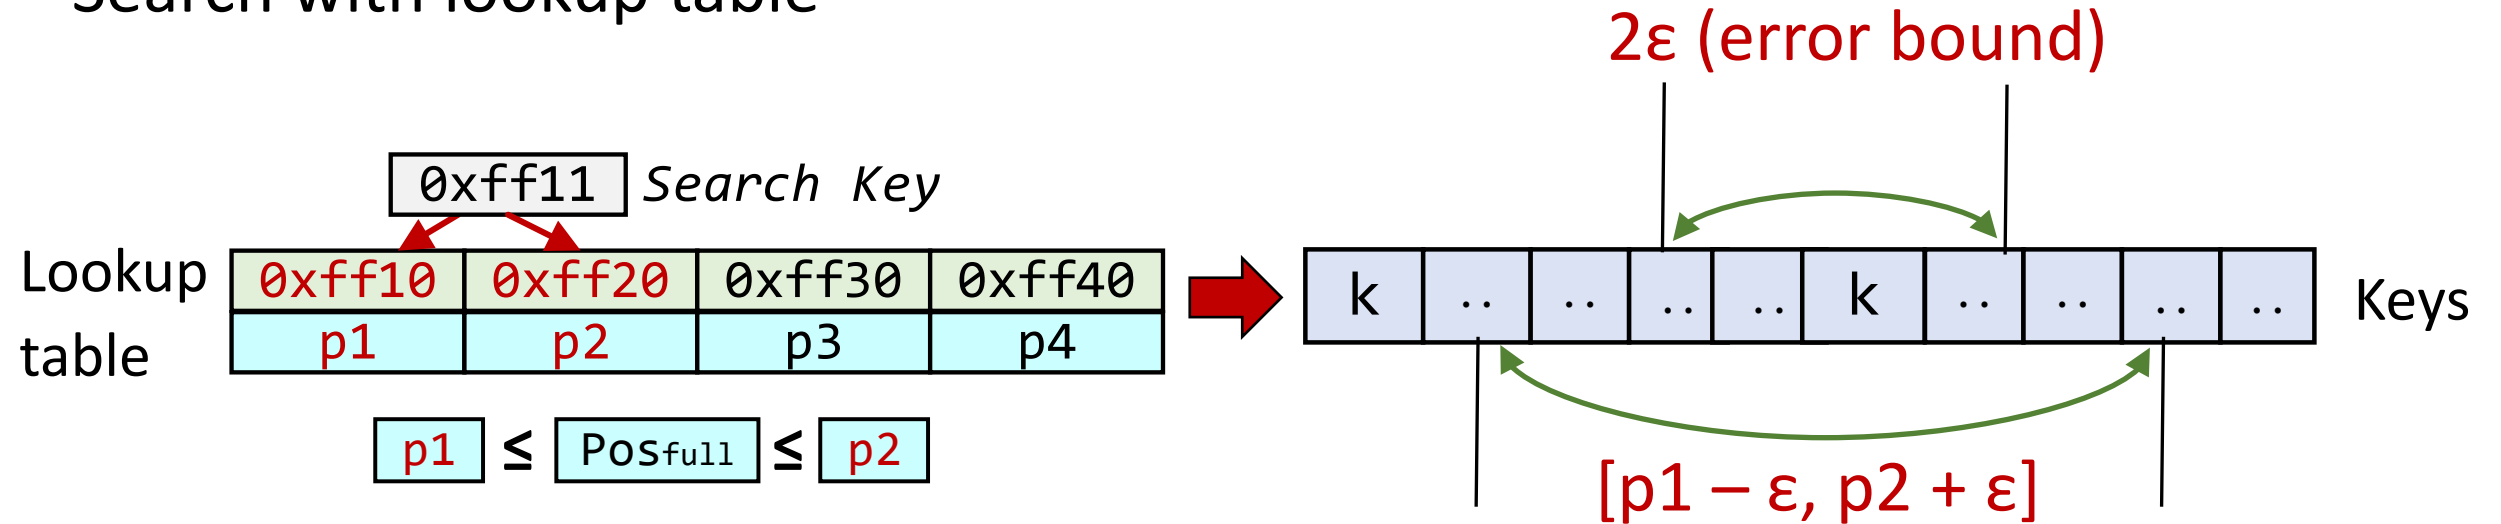 2ε (error bound)
0xff11 Search Key
Lookup
table
0xff10 0xff20 0xff30 0xff40
p1 p2 p3 p4
k .. .. .. .. k .. .. .. ..
Keys
p1 ≤ Posfull ≤ p2
[p1 – ε, p2 + ε]